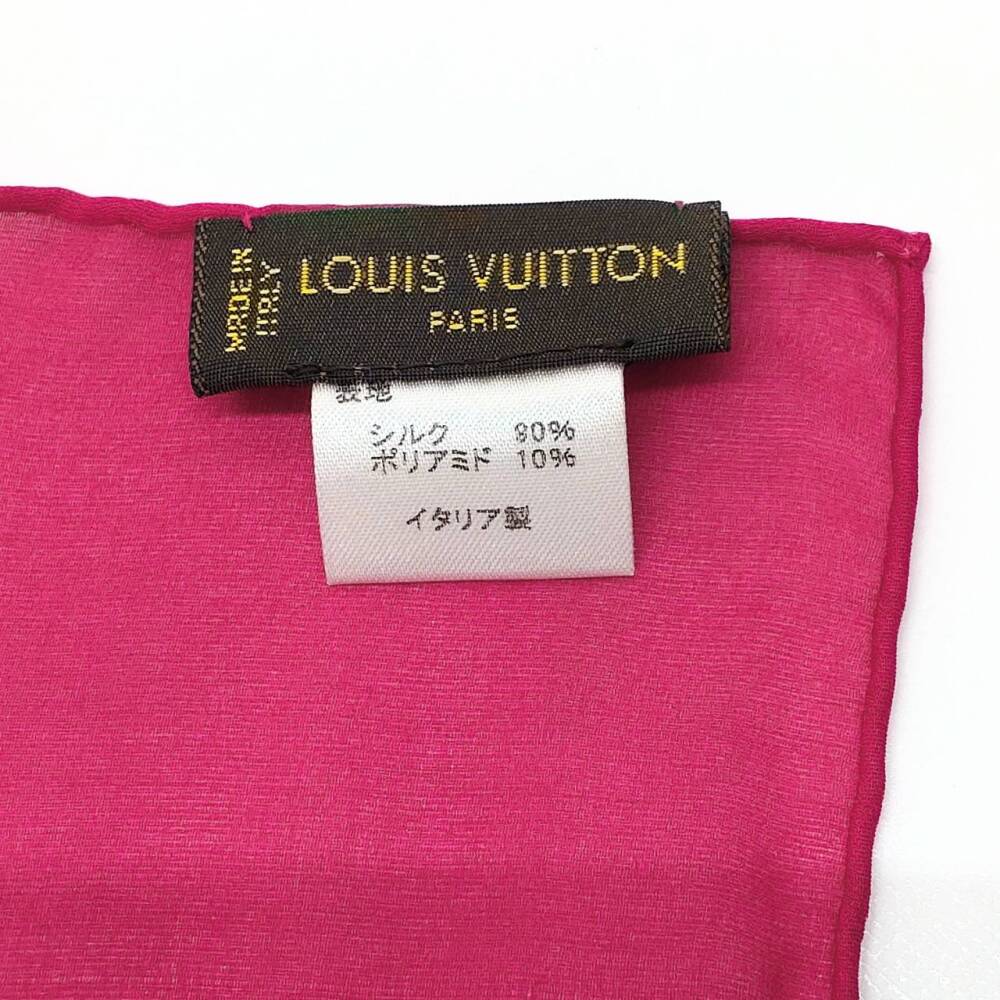 MADE IN
ITALY
LOUIS VUITTON
PARIS
表地
シルク 90%
ポリアミド 10%
イタリア製